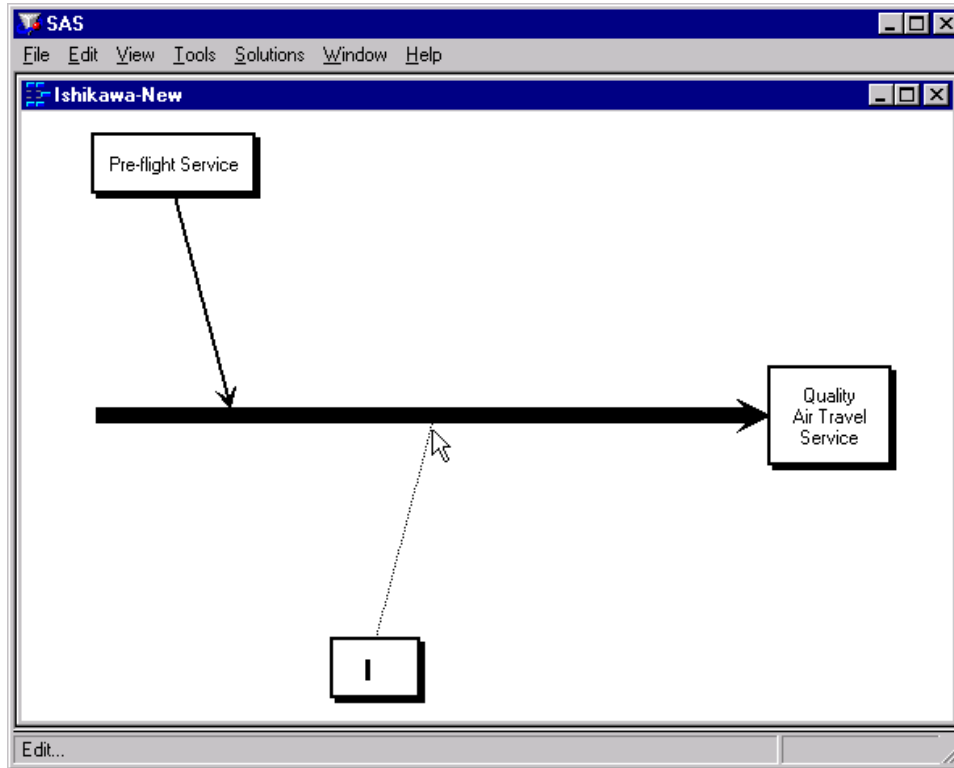 SAS
File Edit View Tools Solutions Window Help
Ishikawa-New
Pre-flight Service
Quality
Air Travel
Service
Edit...